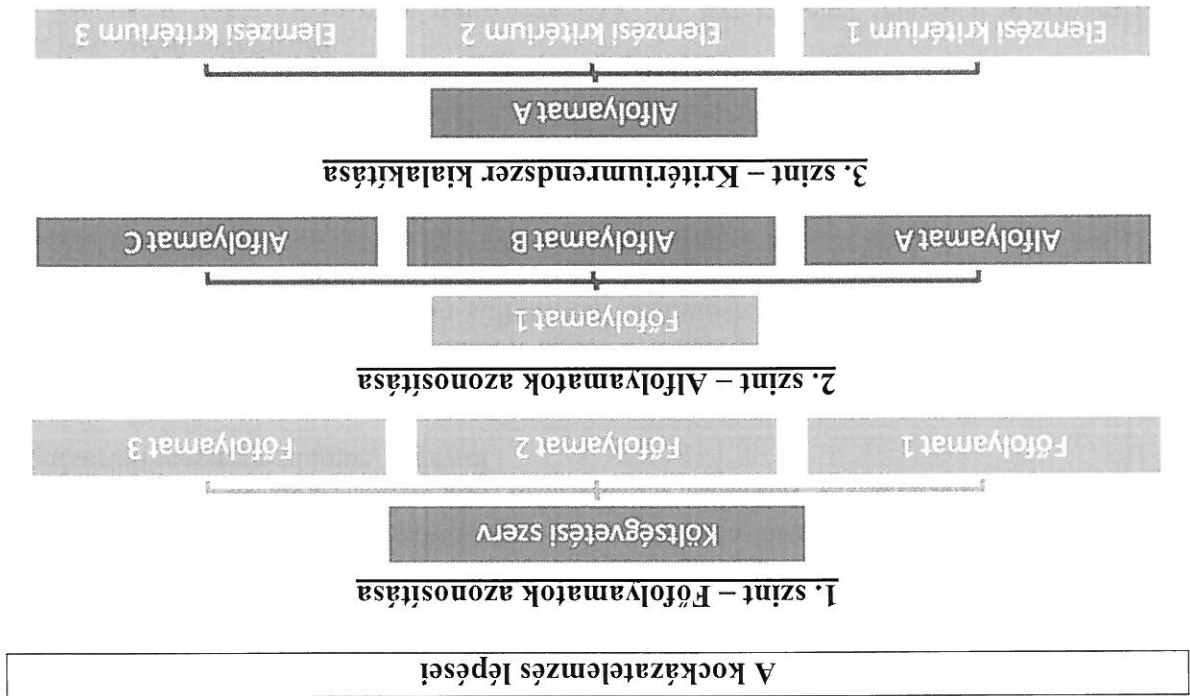 A kockázatelemzés lépései
1. szint – Főfolyamatok azonosítása
Költségvetési szerv
Főfolyamat 1 Főfolyamat 2 Főfolyamat 3
2. szint – Alfolyamatok azonosítása
Főfolyamat 1
Alfolyamat A Alfolyamat B Alfolyamat C
3. szint – Kritériumrendszer kialakítása
Alfolyamat A
Elemzési kritérium 1 Elemzési kritérium 2 Elemzési kritérium 3